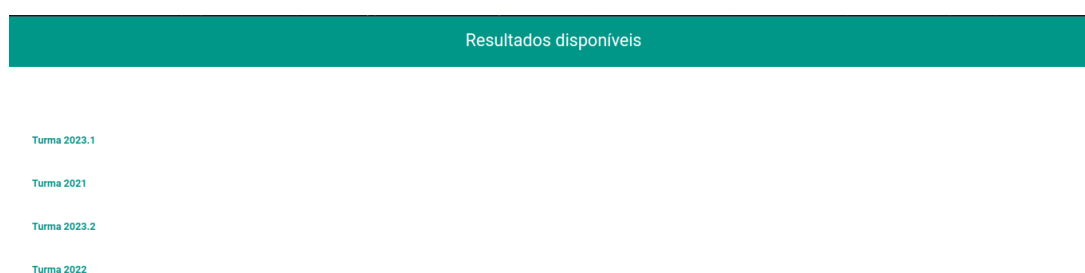 Resultados disponíveis
Turma 2023.1
Turma 2021
Turma 2023.2
Turma 2022